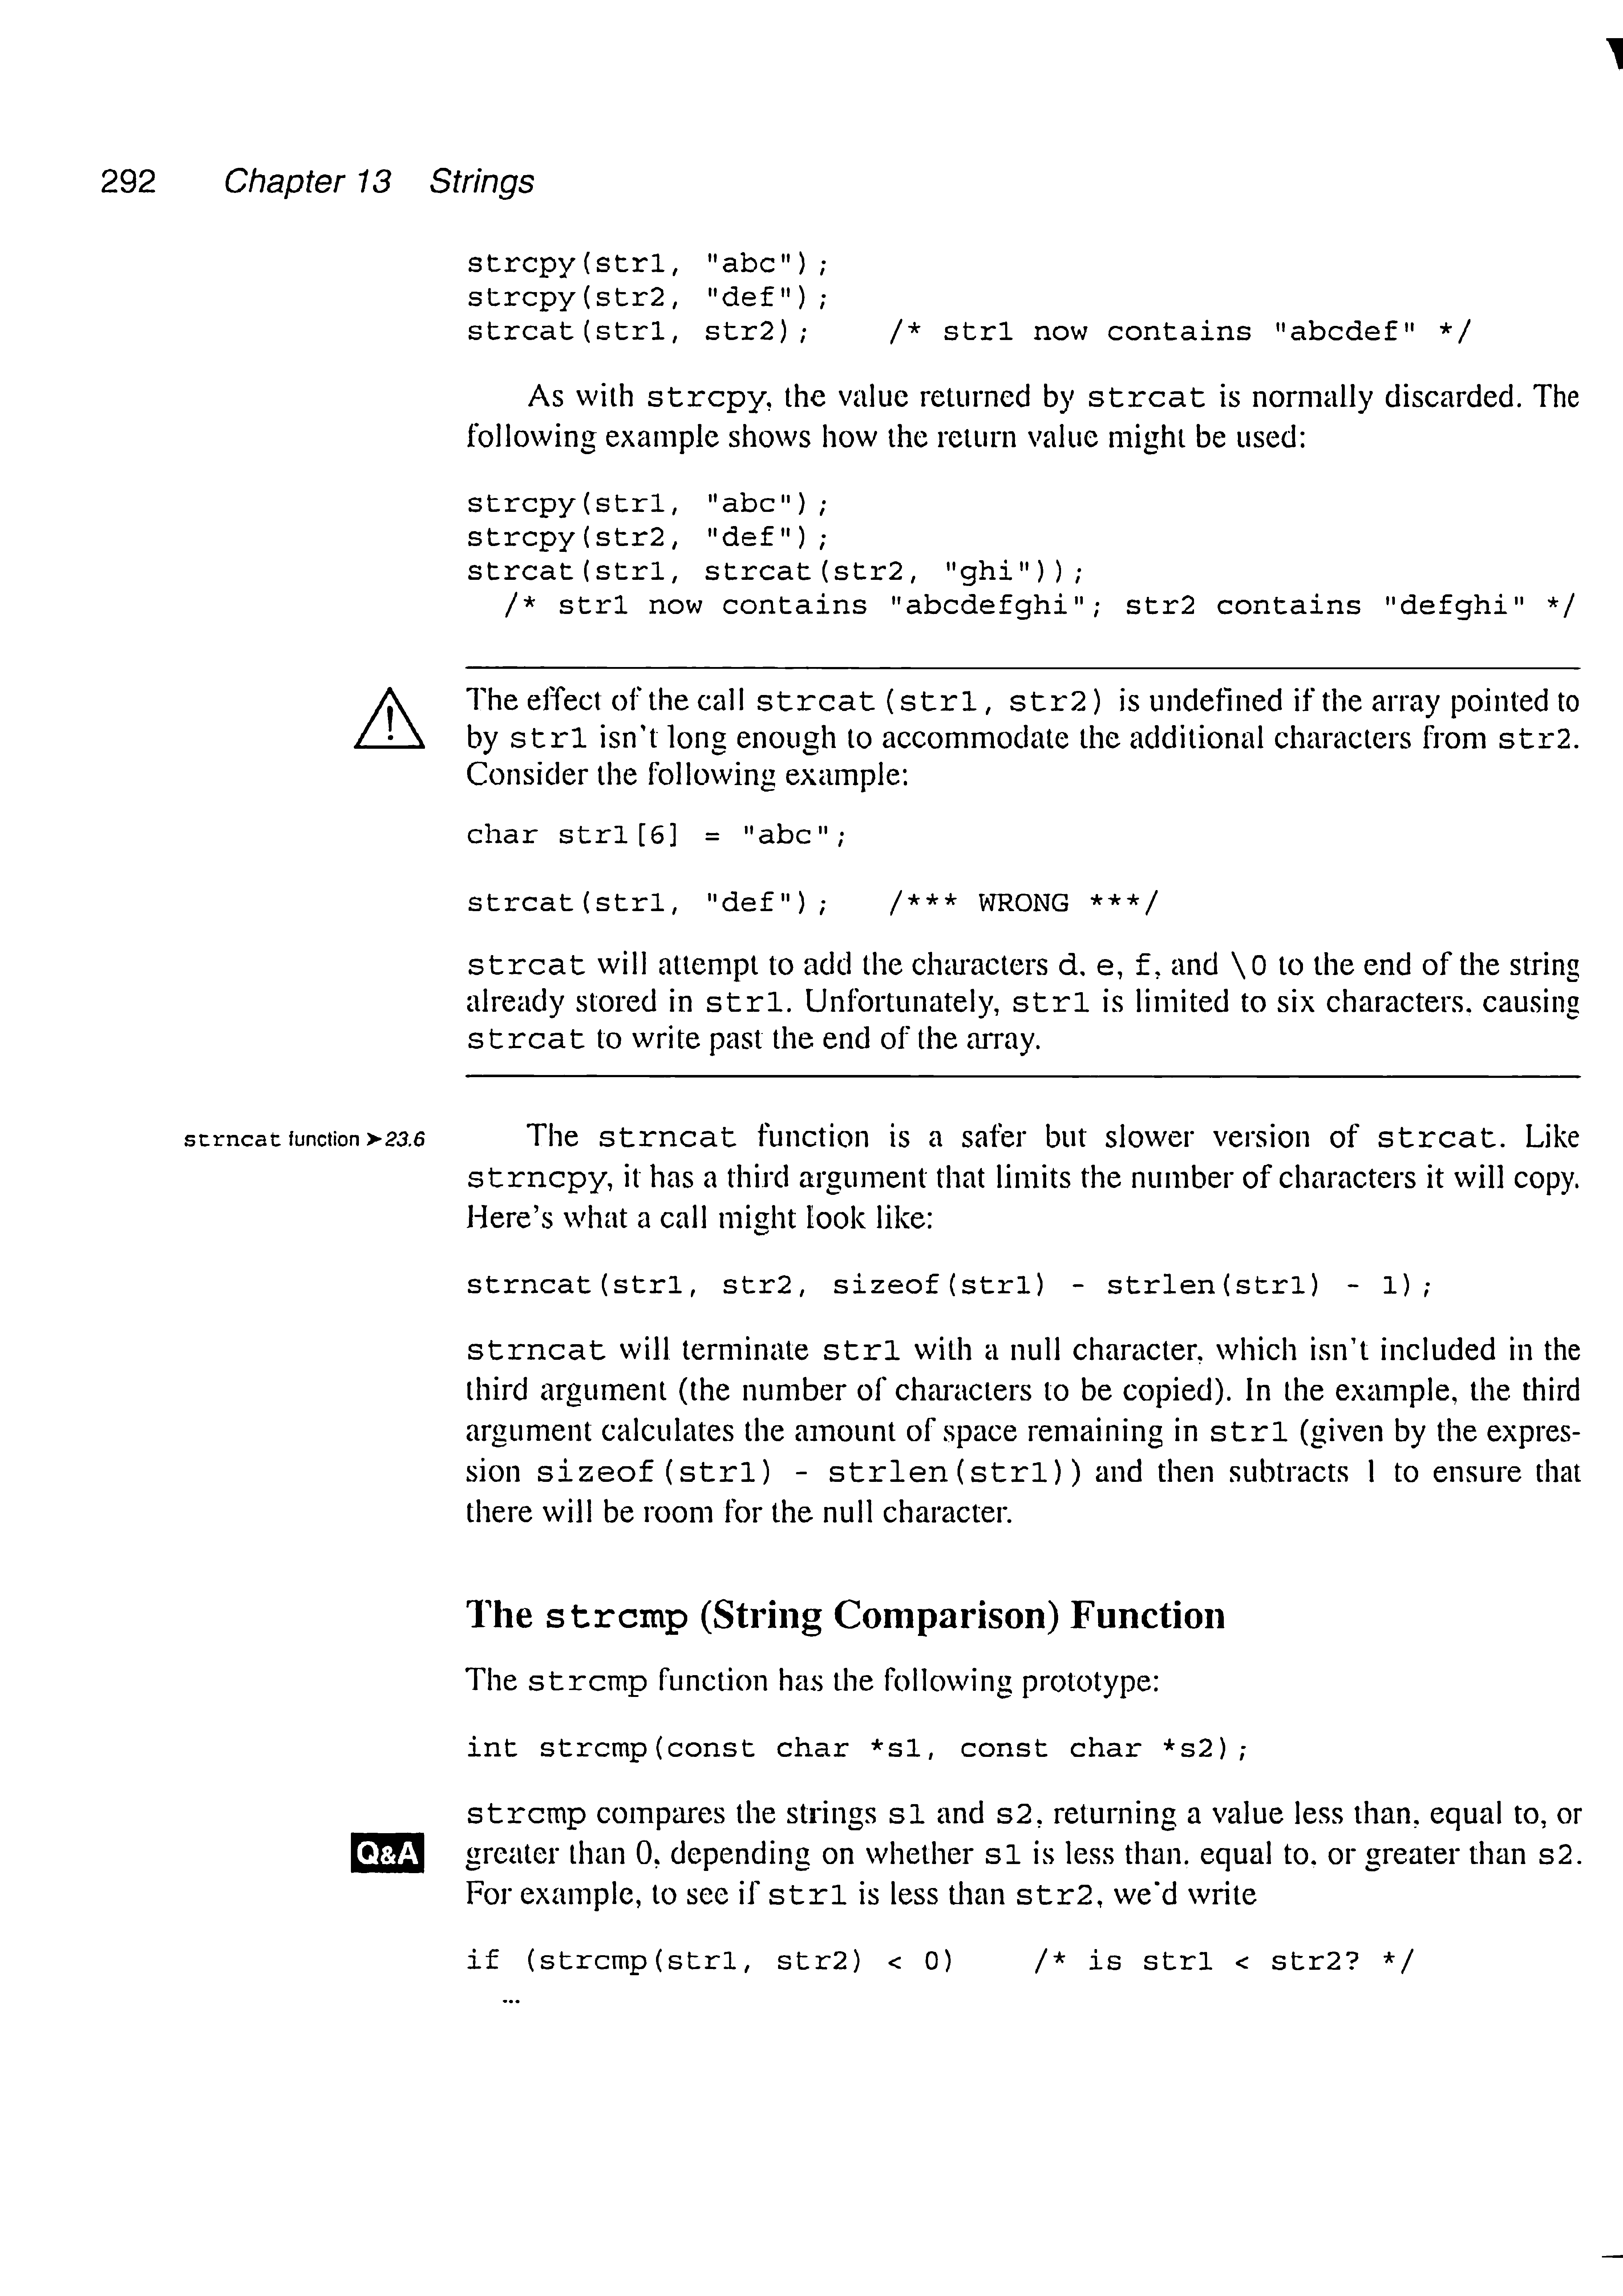 292 Chapter 13 Strings
strcpy(str1, "abc");
strcpy(str2, "def");
strcat(str1, str2);    /* str1 now contains "abcdef" */
As with strcpy, the value returned by strcat is normally discarded. The
following example shows how the return value might be used:
strcpy(str1, "abc");
strcpy(str2, "def");
strcat(str1, strcat(str2, "ghi"));
  /* str1 now contains "abcdefghi"; str2 contains "defghi" */
The effect of the call strcat(str1, str2) is undefined if the array pointed to
by str1 isn't long enough to accommodate the additional characters from str2.
Consider the following example:
char str1[6] = "abc";
strcat(str1, "def");   /*** WRONG ***/
strcat will attempt to add the characters d, e, f, and \0 to the end of the string
already stored in str1. Unfortunately, str1 is limited to six characters, causing
strcat to write past the end of the array.
strncat function ➤23.6
The strncat function is a safer but slower version of strcat. Like
strncpy, it has a third argument that limits the number of characters it will copy.
Here's what a call might look like:
strncat(str1, str2, sizeof(str1) - strlen(str1) - 1);
strncat will terminate str1 with a null character, which isn't included in the
third argument (the number of characters to be copied). In the example, the third
argument calculates the amount of space remaining in str1 (given by the expres-
sion sizeof(str1) - strlen(str1)) and then subtracts 1 to ensure that
there will be room for the null character.
The strcmp (String Comparison) Function
The strcmp function has the following prototype:
int strcmp(const char *s1, const char *s2);
strcmp compares the strings s1 and s2, returning a value less than, equal to, or
Q&A
greater than 0, depending on whether s1 is less than, equal to, or greater than s2.
For example, to see if str1 is less than str2, we'd write
if (strcmp(str1, str2) < 0)    /* is str1 < str2? */
  …